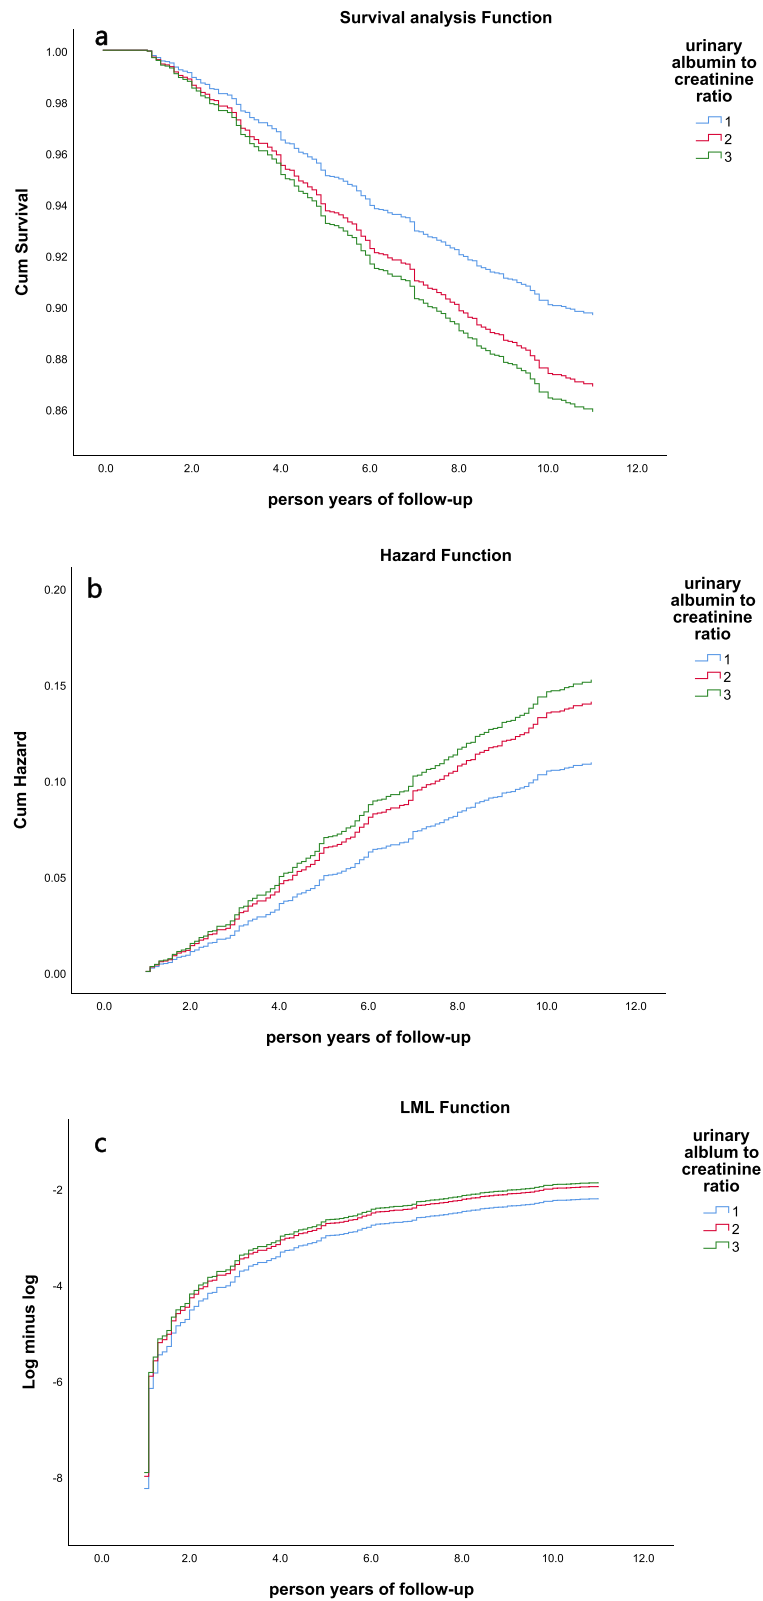 Survival analysis Function
a
urinary
albumin to
creatinine
ratio
1
2
3
1.00
0.98
0.96
0.94
0.92
0.90
0.88
0.86
Cum Survival
0.0 2.0 4.0 6.0 8.0 10.0 12.0
person years of follow-up
Hazard Function
b
urinary
albumin to
creatinine
ratio
1
2
3
0.20
0.15
0.10
0.05
0.00
Cum Hazard
0.0 2.0 4.0 6.0 8.0 10.0 12.0
person years of follow-up
LML Function
c
urinary
alblum to
creatinine
ratio
1
2
3
-2
-4
-6
-8
Log minus log
0.0 2.0 4.0 6.0 8.0 10.0 12.0
person years of follow-up